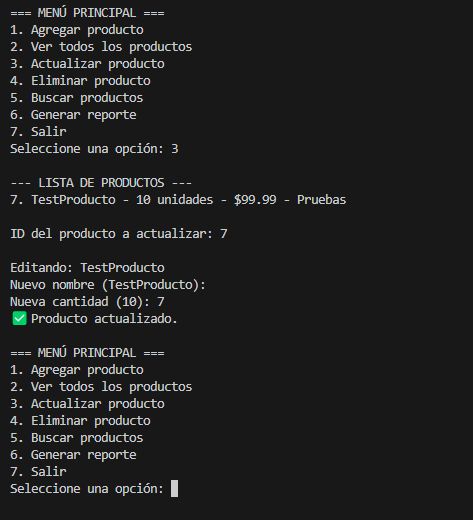 === MENÚ PRINCIPAL ===
1. Agregar producto
2. Ver todos los productos
3. Actualizar producto
4. Eliminar producto
5. Buscar productos
6. Generar reporte
7. Salir
Seleccione una opción: 3
--- LISTA DE PRODUCTOS ---
7. TestProducto - 10 unidades - $99.99 - Pruebas
ID del producto a actualizar: 7
Editando: TestProducto
Nuevo nombre (TestProducto):
Nueva cantidad (10): 7
✅ Producto actualizado.
=== MENÚ PRINCIPAL ===
1. Agregar producto
2. Ver todos los productos
3. Actualizar producto
4. Eliminar producto
5. Buscar productos
6. Generar reporte
7. Salir
Seleccione una opción: